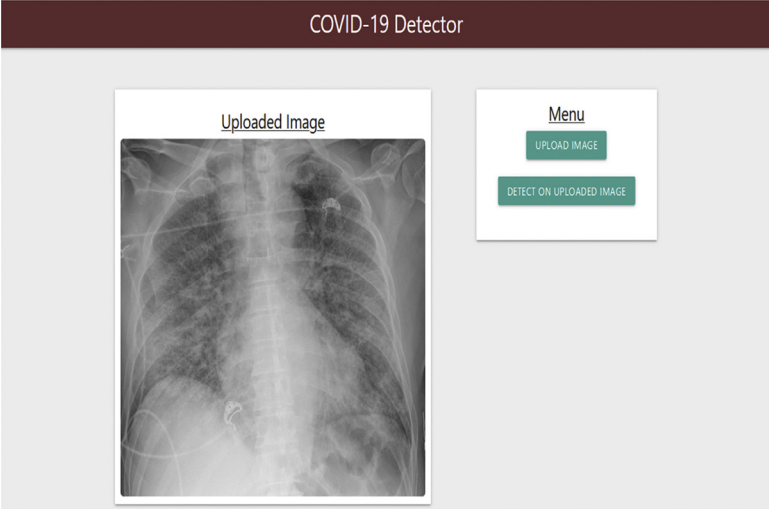 COVID-19 Detector
Uploaded Image
Menu
UPLOAD IMAGE
DETECT ON UPLOADED IMAGE